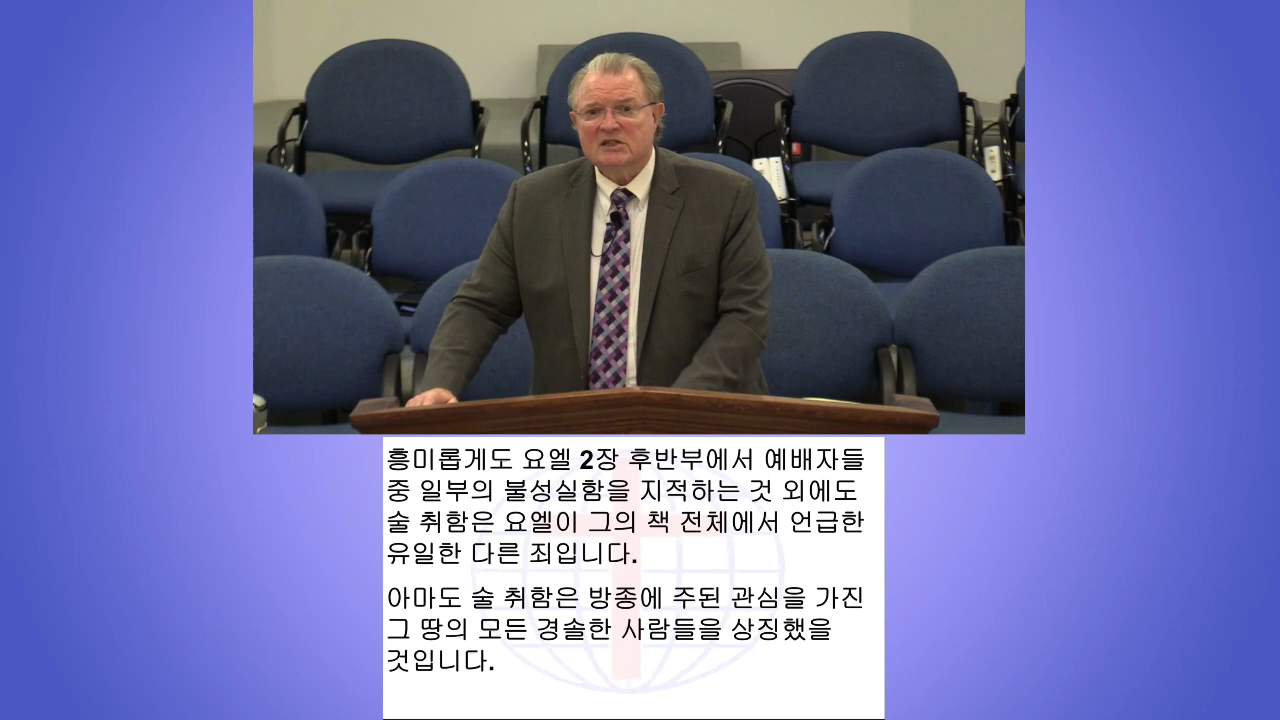 흥미롭게도 요엘 2장 후반부에서 예배자들
중 일부의 불성실함을 지적하는 것 외에도
술 취함은 요엘이 그의 책 전체에서 언급한
유일한 다른 죄입니다.
아마도 술 취함은 방종에 주된 관심을 가진
그 땅의 모든 경솔한 사람들을 상징했을
것입니다.